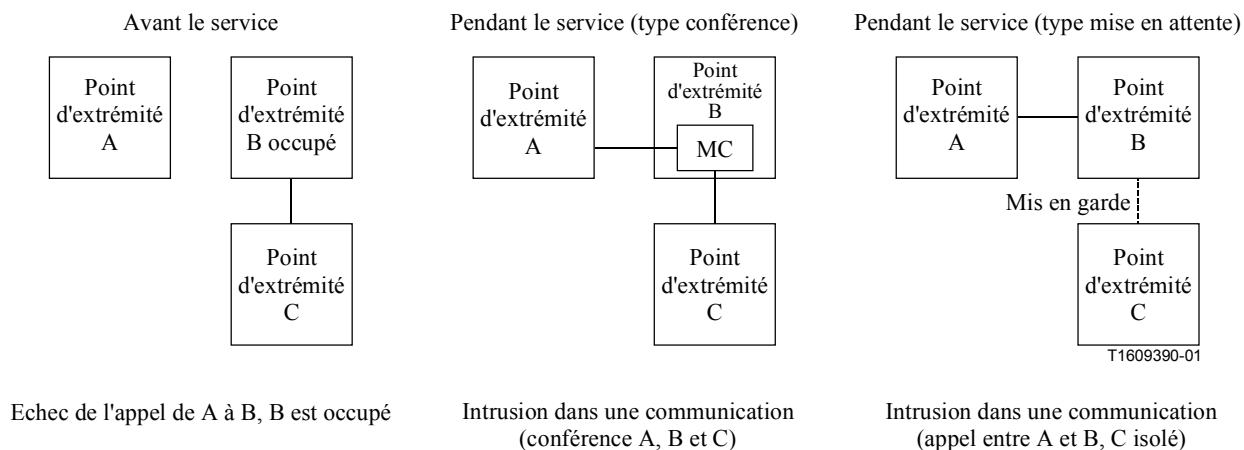 Avant le service
Point
d'extrémité
A
Point
d'extrémité
B occupé
Point
d'extrémité
C
Echec de l'appel de A à B, B est occupé
Pendant le service (type conférence)
Point
d'extrémité
A
Point
d'extrémité
B
MC
Point
d'extrémité
C
Intrusion dans une communication
(conférence A, B et C)
Pendant le service (type mise en attente)
Point
d'extrémité
A
Point
d'extrémité
B
Mis en garde
Point
d'extrémité
C
T1609390-01
Intrusion dans une communication
(appel entre A et B, C isolé)